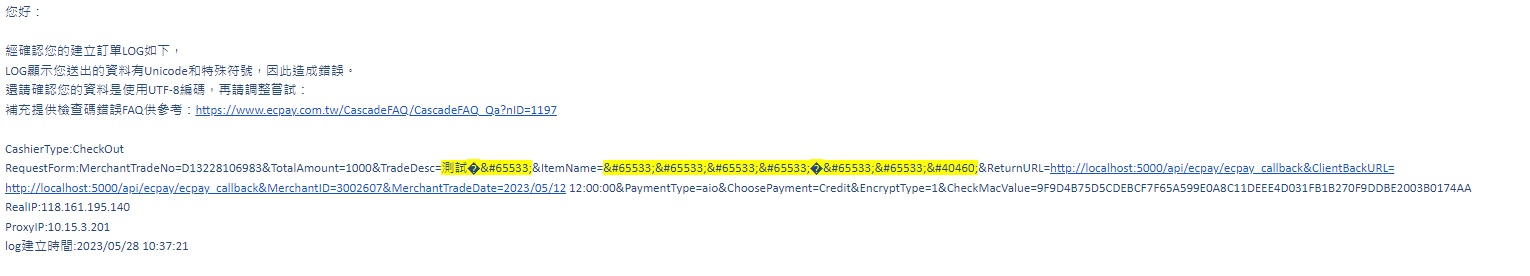 您好：
經確認您的建立訂單LOG如下，
LOG顯示您送出的資料有Unicode和特殊符號，因此造成錯誤。
還請確認您的資料是使用UTF-8編碼，再請調整嘗試：
補充提供檢查碼錯誤FAQ供參考：https://www.ecpay.com.tw/CascadeFAQ/CascadeFAQ_Qa?nID=1197
CashierType:CheckOut
RequestForm:MerchantTradeNo=D13228106983&TotalAmount=1000&TradeDesc=測試�&#65533;&ItemName=&#65533;&#65533;&#65533;&#65533;�&#65533;&#65533;&#40460;&ReturnURL=http://localhost:5000/api/ecpay/ecpay_callback&ClientBackURL=
http://localhost:5000/api/ecpay/ecpay_callback&MerchantID=3002607&MerchantTradeDate=2023/05/12 12:00:00&PaymentType=aio&ChoosePayment=Credit&EncryptType=1&CheckMacValue=9F9D4B75D5CDEBCF7F65A599E0A8C11DEEE4D031FB1B270F9DDBE2003B0174AA
RealIP:118.161.195.140
ProxyIP:10.15.3.201
log建立時間:2023/05/28 10:37:21